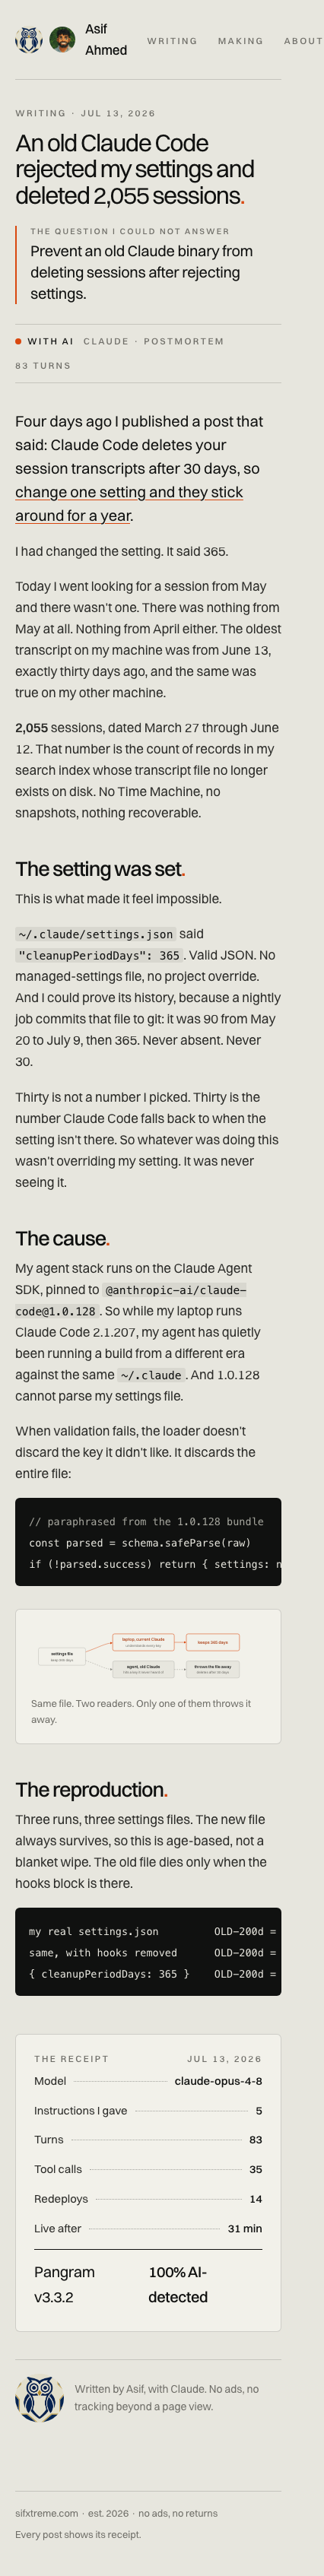 Asif
Ahmed
WRITING MAKING ABOUT
WRITING · JUL 13, 2026
An old Claude Code
rejected my settings and
deleted 2,055 sessions.
THE QUESTION I COULD NOT ANSWER
Prevent an old Claude binary from
deleting sessions after rejecting
settings.
WITH AI CLAUDE · POSTMORTEM
83 TURNS
Four days ago I published a post that
said: Claude Code deletes your
session transcripts after 30 days, so
change one setting and they stick
around for a year.
I had changed the setting. It said 365.
Today I went looking for a session from May
and there wasn't one. There was nothing from
May at all. Nothing from April either. The oldest
transcript on my machine was from June 13,
exactly thirty days ago, and the same was
true on my other machine.
2,055 sessions, dated March 27 through June
12. That number is the count of records in my
search index whose transcript file no longer
exists on disk. No Time Machine, no
snapshots, nothing recoverable.
The setting was set.
This is what made it feel impossible.
~/.claude/settings.json said
"cleanupPeriodDays": 365. Valid JSON. No
managed-settings file, no project override.
And I could prove its history, because a nightly
job commits that file to git: it was 90 from May
20 to July 9, then 365. Never absent. Never
30.
Thirty is not a number I picked. Thirty is the
number Claude Code falls back to when the
setting isn't there. So whatever was doing this
wasn't overriding my setting. It was never
seeing it.
The cause.
My agent stack runs on the Claude Agent
SDK, pinned to @anthropic-ai/claude-
code@1.0.128. So while my laptop runs
Claude Code 2.1.207, my agent has quietly
been running a build from a different era
against the same ~/.claude. And 1.0.128
cannot parse my settings file.
When validation fails, the loader doesn't
discard the key it didn't like. It discards the
entire file:
// paraphrased from the 1.0.128 bundle
const parsed = schema.safeParse(raw)
if (!parsed.success) return { settings: n
settings file
laptop, current Claude
keeps 365 days
agent, old Claude
throws the file away
Same file. Two readers. Only one of them throws it
away.
The reproduction.
Three runs, three settings files. The new file
always survives, so this is age-based, not a
blanket wipe. The old file dies only when the
hooks block is there.
my real settings.json OLD-200d =
same, with hooks removed OLD-200d =
{ cleanupPeriodDays: 365 } OLD-200d =
THE RECEIPT JUL 13, 2026
Model claude-opus-4-8
Instructions I gave 5
Turns 83
Tool calls 35
Redeploys 14
Live after 31 min
Pangram
v3.3.2
100% AI-
detected
Written by Asif, with Claude. No ads, no
tracking beyond a page view.
sifxtreme.com · est. 2026 · no ads, no returns
Every post shows its receipt.